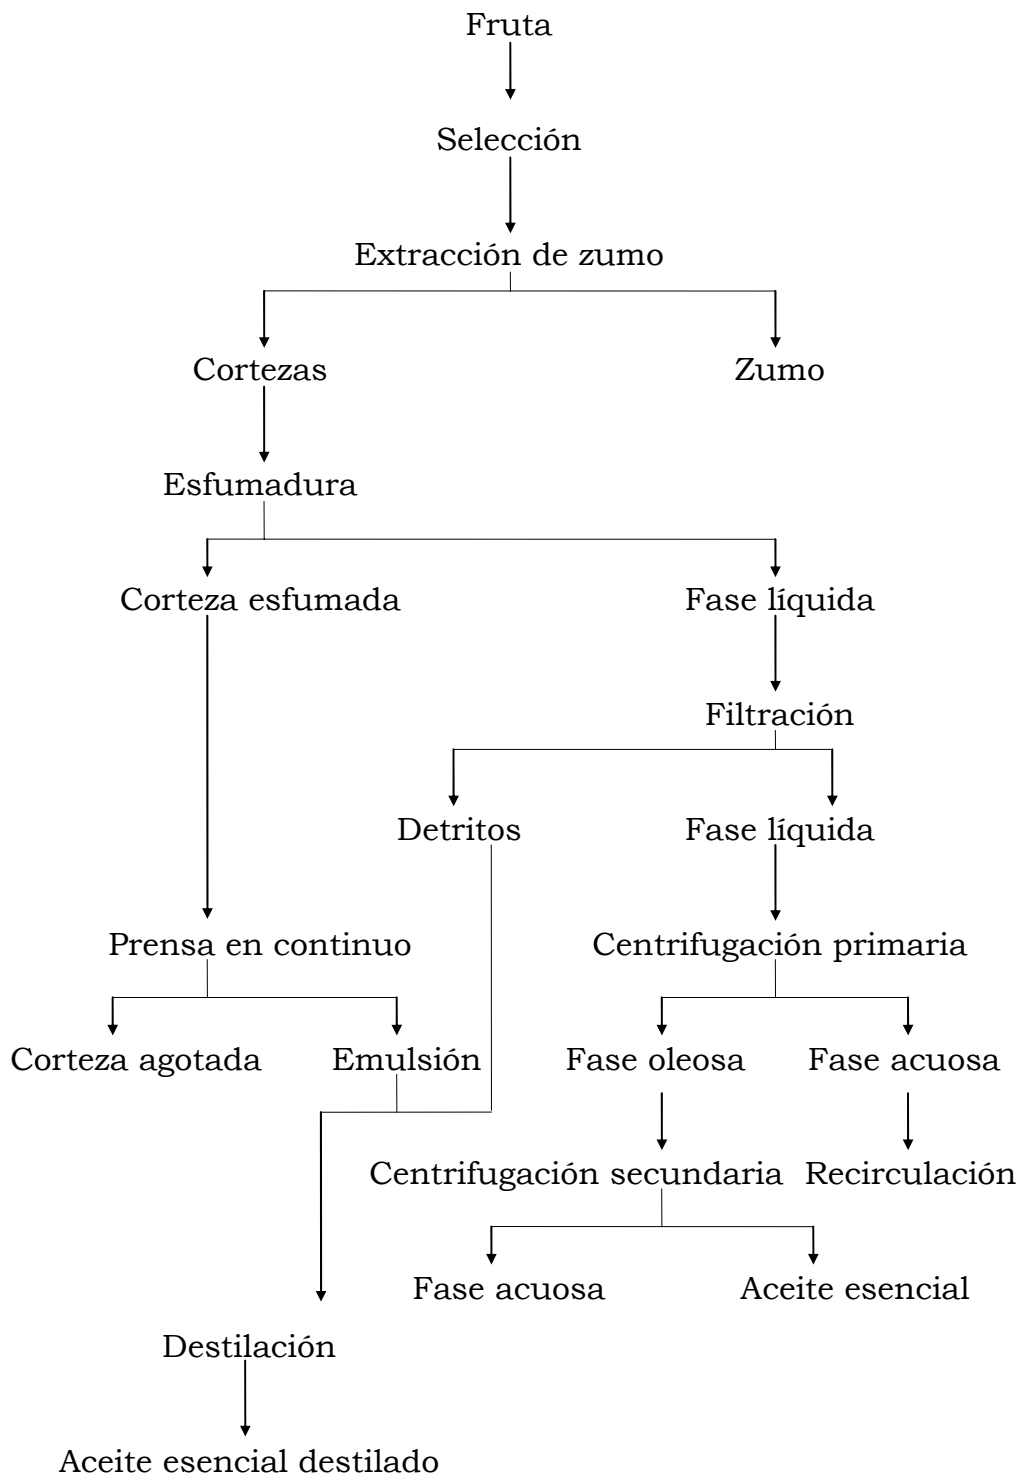 Fruta
Selección
Extracción de zumo
Cortezas Zumo
Esfumadura
Corteza esfumada Fase líquida
Filtración
Detritos Fase líquida
Prensa en continuo Centrifugación primaria
Corteza agotada Emulsión Fase oleosa Fase acuosa
Centrifugación secundaria Recirculación
Fase acuosa Aceite esencial
Destilación
Aceite esencial destilado